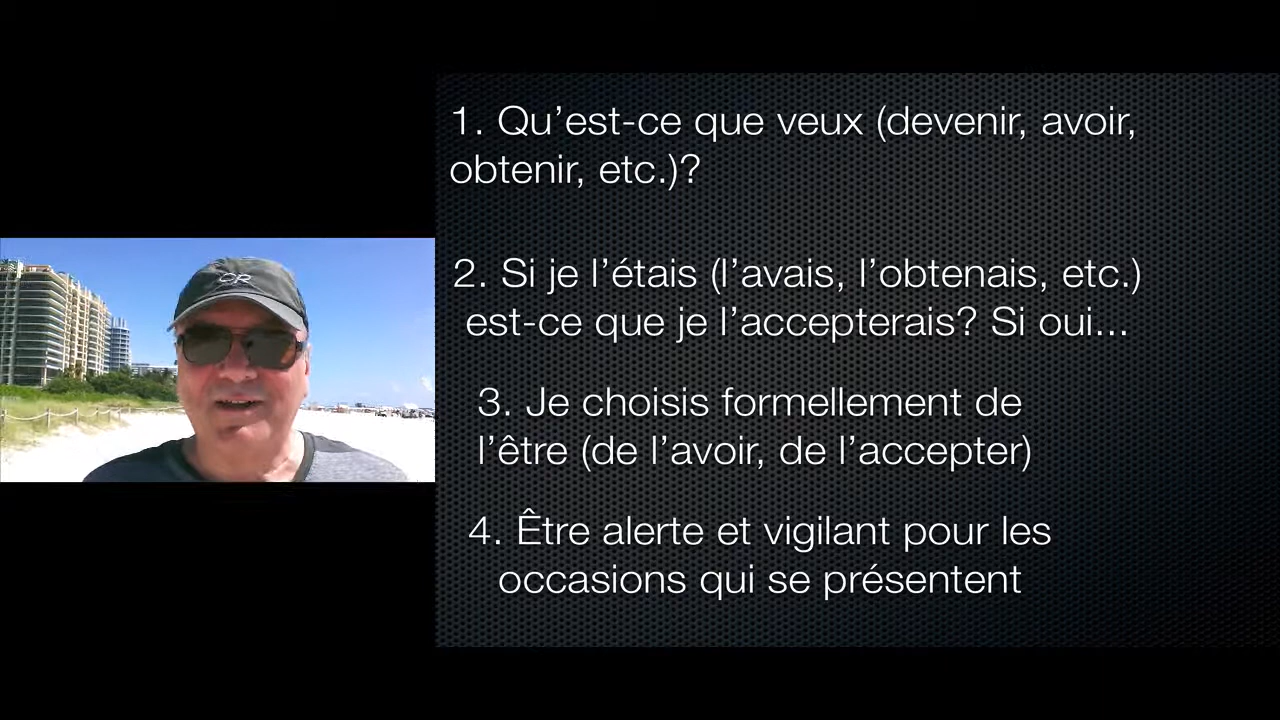 1. Qu’est-ce que veux (devenir, avoir,
obtenir, etc.)?
2. Si je l’étais (l’avais, l’obtenais, etc.)
est-ce que je l’accepterais? Si oui...
3. Je choisis formellement de
l’être (de l’avoir, de l’accepter)
4. Être alerte et vigilant pour les
occasions qui se présentent
OR